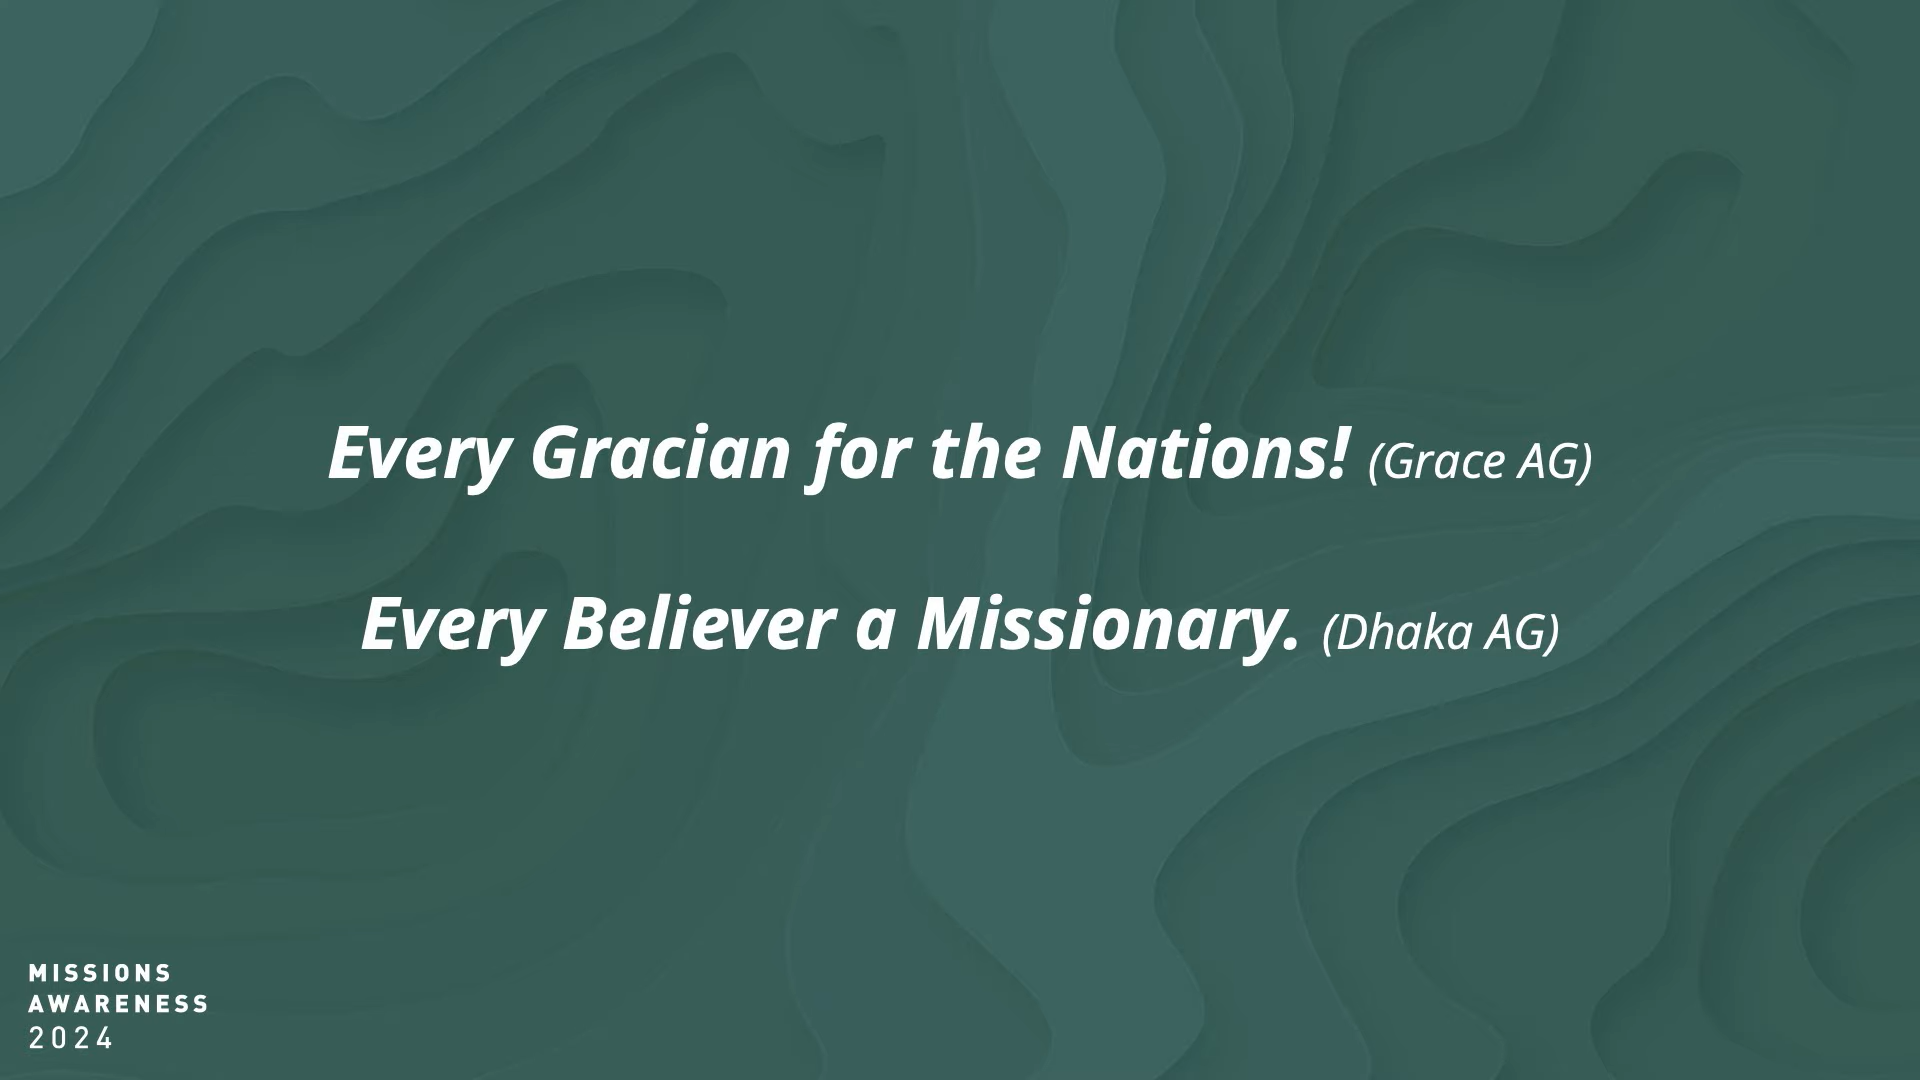 Every Gracian for the Nations! (Grace AG)
Every Believer a Missionary. (Dhaka AG)
MISSIONS
AWARENESS
2024